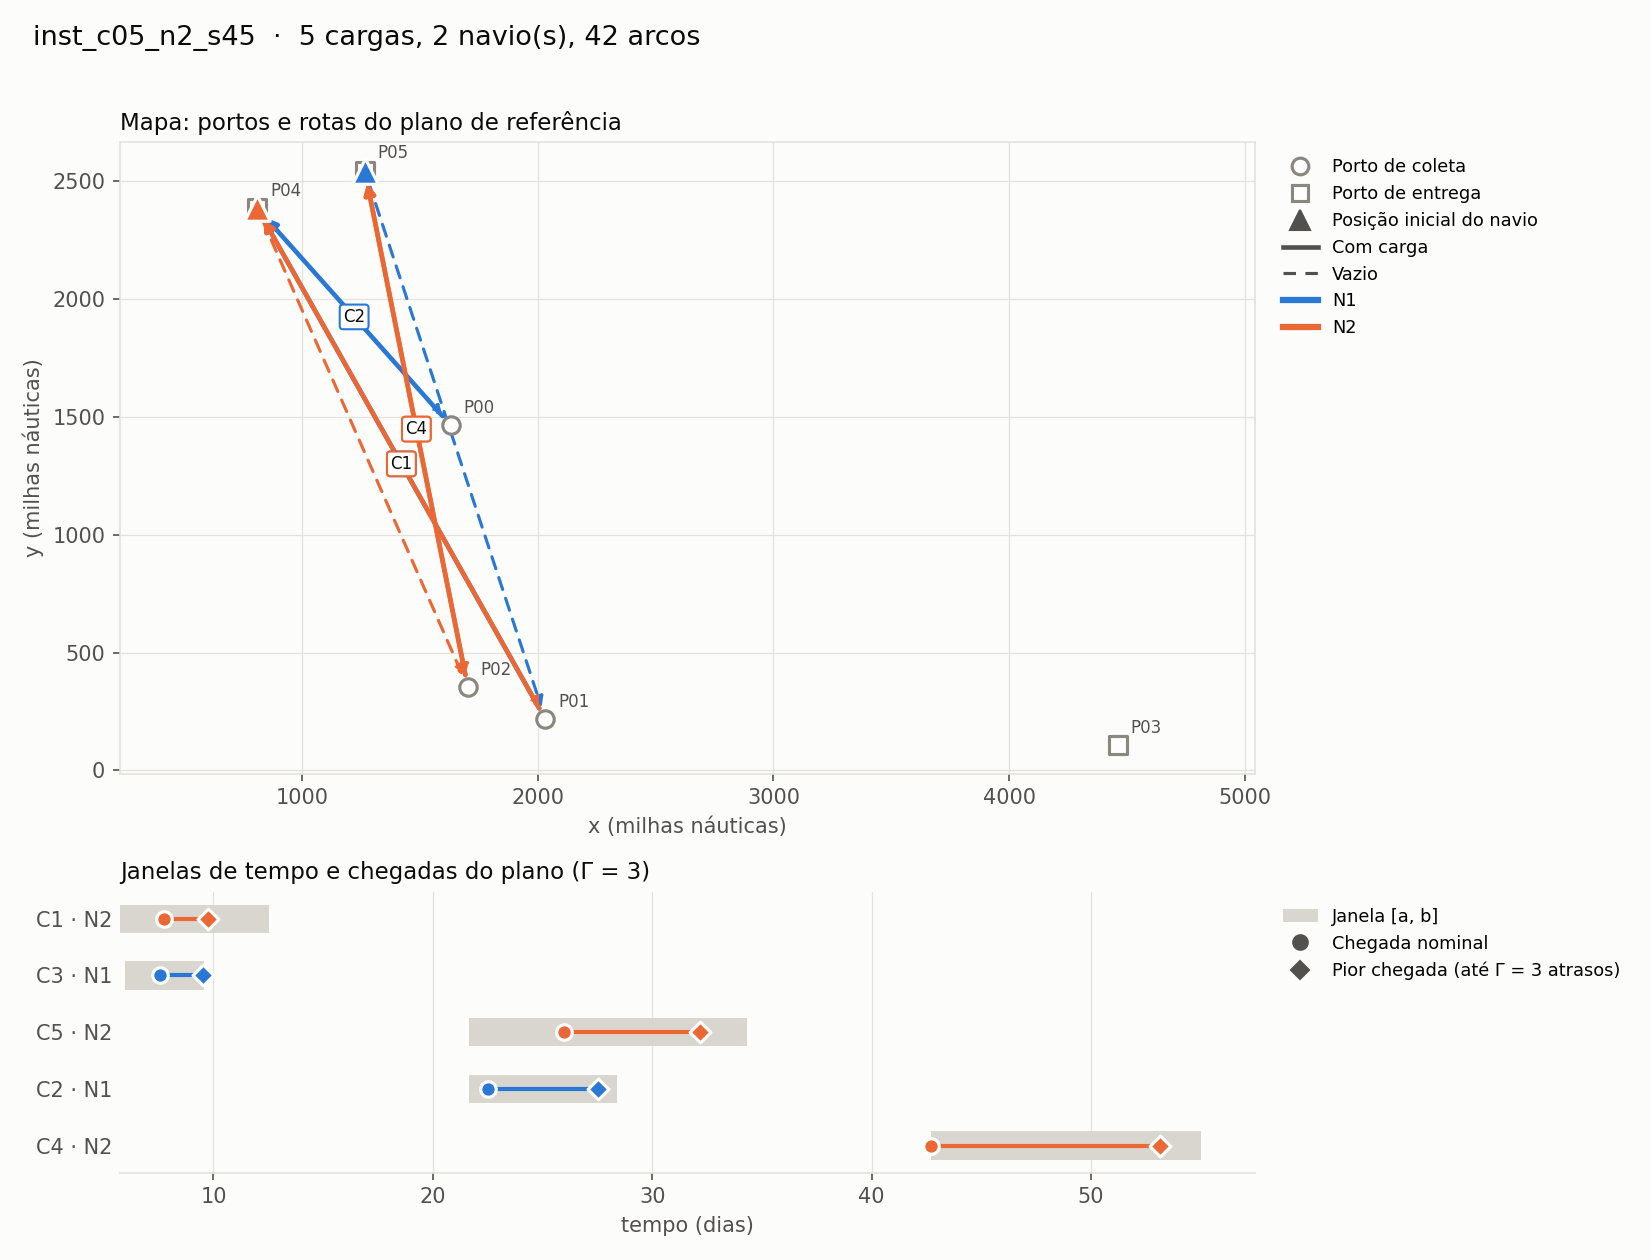 inst_c05_n2_s45 · 5 cargas, 2 navio(s), 42 arcos
Mapa: portos e rotas do plano de referência
P05
P04
C2
P00
C4
C1
P02
P01
P03
2500
2000
1500
1000
500
0
1000 2000 3000 4000 5000
x (milhas náuticas)
y (milhas náuticas)
Porto de coleta
Porto de entrega
Posição inicial do navio
Com carga
Vazio
N1
N2
Janelas de tempo e chegadas do plano (Γ = 3)
C1 · N2
C3 · N1
C5 · N2
C2 · N1
C4 · N2
10 20 30 40 50
tempo (dias)
Janela [a, b]
Chegada nominal
Pior chegada (até Γ = 3 atrasos)